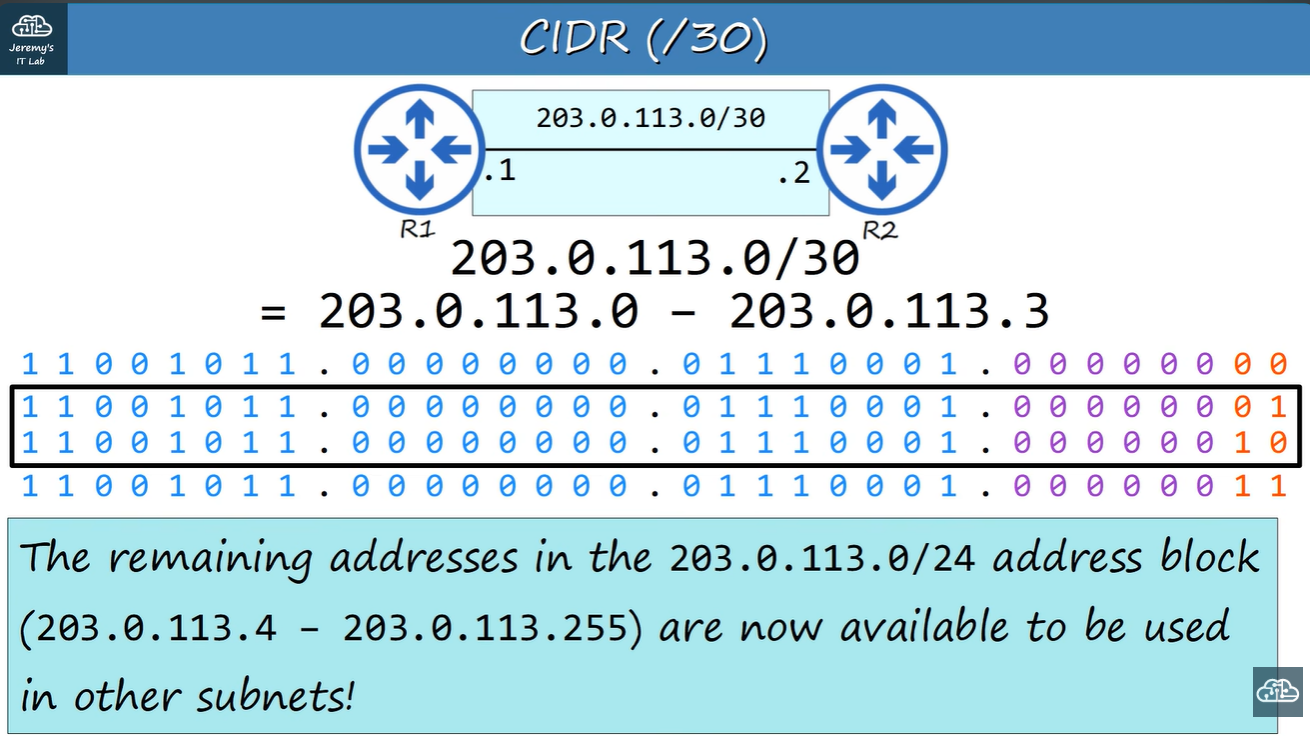 Jeremy's
IT Lab
CIDR (/30)
203.0.113.0/30
.1
.2
R1
R2
203.0.113.0/30
= 203.0.113.0 – 203.0.113.3
1 1 0 0 1 0 1 1 . 0 0 0 0 0 0 0 0 . 0 1 1 1 0 0 0 1 . 0 0 0 0 0 0 0 0
1 1 0 0 1 0 1 1 . 0 0 0 0 0 0 0 0 . 0 1 1 1 0 0 0 1 . 0 0 0 0 0 0 0 1
1 1 0 0 1 0 1 1 . 0 0 0 0 0 0 0 0 . 0 1 1 1 0 0 0 1 . 0 0 0 0 0 0 1 0
1 1 0 0 1 0 1 1 . 0 0 0 0 0 0 0 0 . 0 1 1 1 0 0 0 1 . 0 0 0 0 0 0 1 1
The remaining addresses in the 203.0.113.0/24 address block
(203.0.113.4 – 203.0.113.255) are now available to be used
in other subnets!